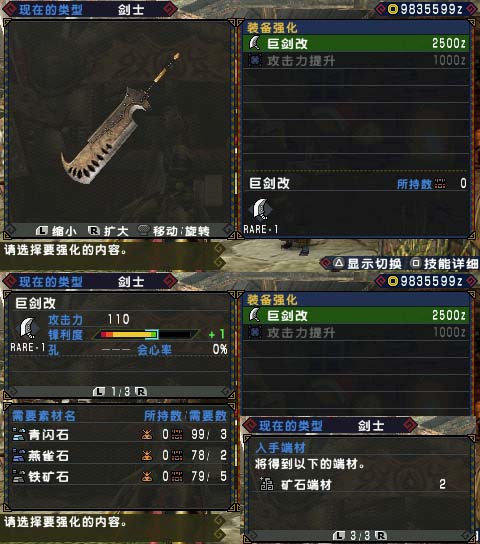 现在的类型 剑士
9835599z
装备强化
巨剑改 2500z
攻击力提升 1000z
巨剑改 所持数 0
RARE-1
L 缩小 R 扩大 移动/旋转
请选择要强化的内容。
△显示切换 □技能详细
现在的类型 剑士
9835599z
巨剑改
攻击力 110
锋利度 +1
RARE-1 孔 --- 会心率 0%
L 1/3 R
装备强化
巨剑改 2500z
攻击力提升 1000z
需要素材名 所持数/需要数
青闪石 0 99/ 3
燕雀石 0 78/ 2
铁矿石 0 79/ 5
请选择要强化的内容。
现在的类型 剑士
入手端材
将得到以下的端材。
矿石端材 2
L 3/3 R